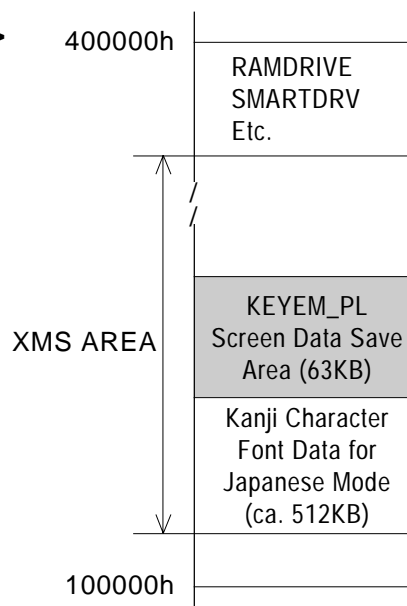 400000h
RAMDRIVE
SMARTDRV
Etc.
XMS AREA
KEYEM_PL
Screen Data Save
Area (63KB)
Kanji Character
Font Data for
Japanese Mode
(ca. 512KB)
100000h